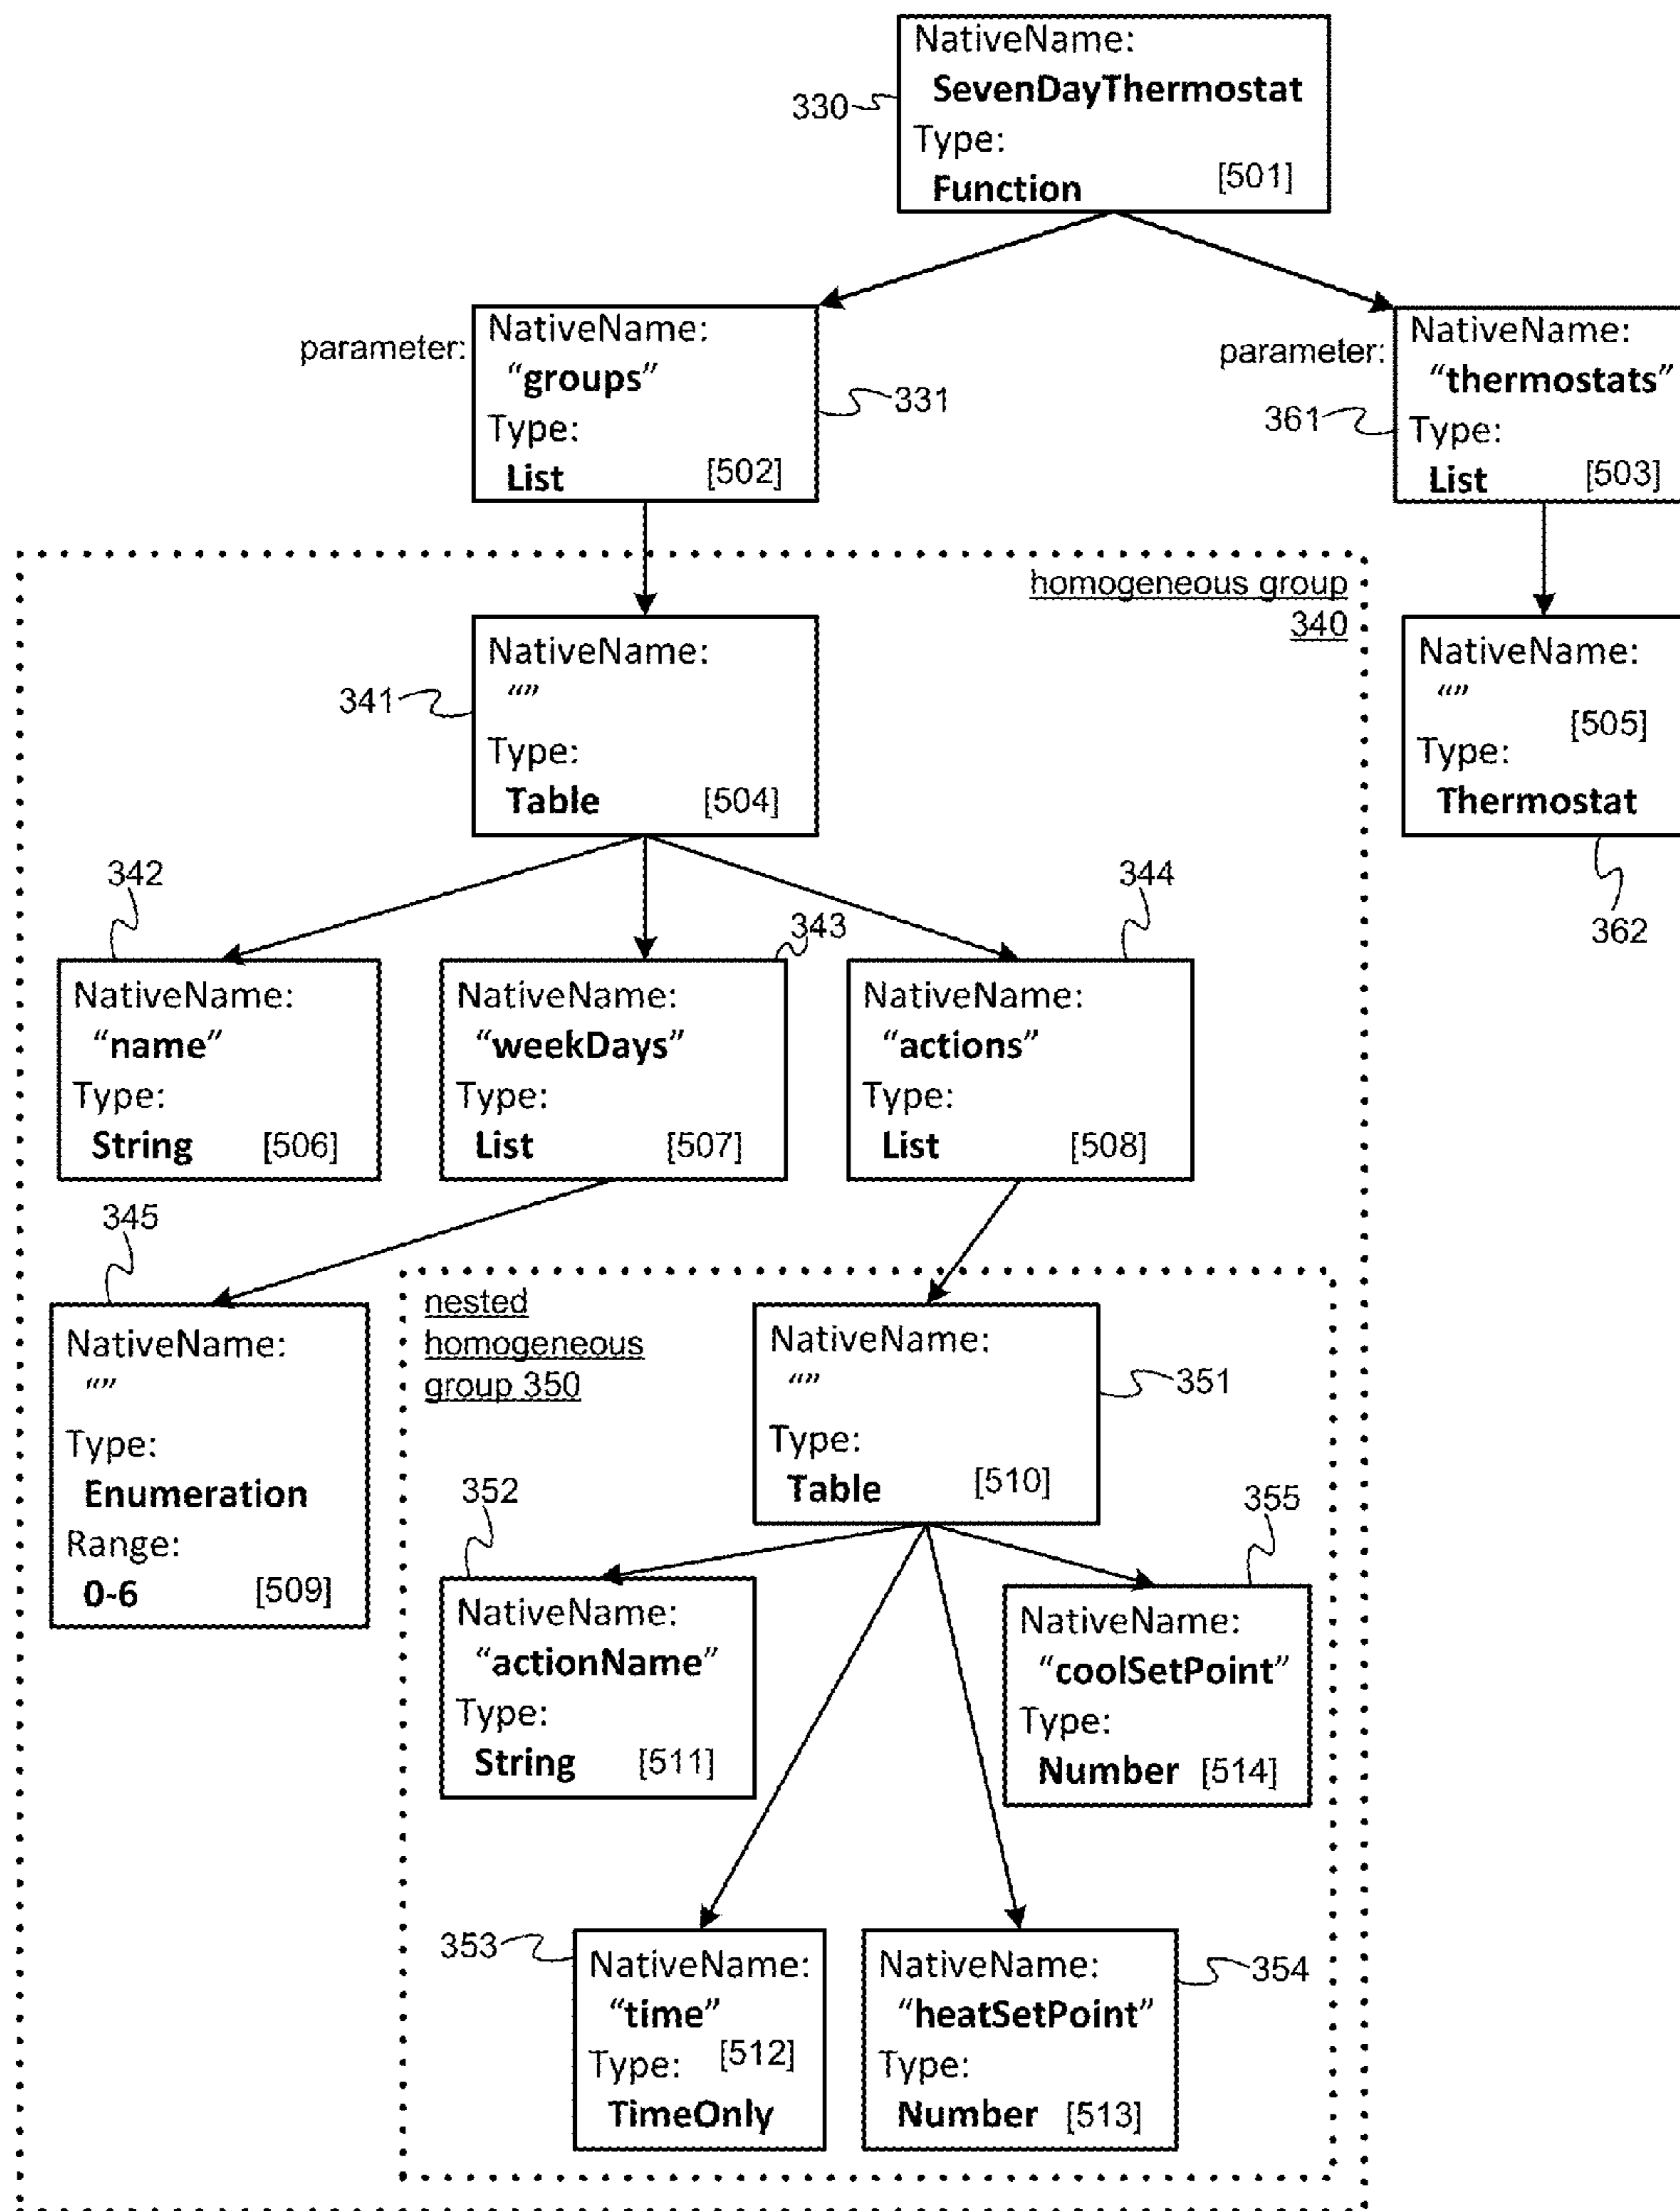 NativeName:
SevenDayThermostat
330
Type:
[501]
Function
parameter:
NativeName:
“groups”
331
Type:
List [502]
parameter:
NativeName:
“thermostats”
361
Type:
List [503]
homogeneous group
340
NativeName:
“”
341
Type:
Table [504]
NativeName:
“”
[505]
Type:
Thermostat
362
342
343
344
NativeName:
“name”
Type:
String [506]
NativeName:
“weekDays”
Type:
List [507]
NativeName:
“actions”
Type:
List [508]
345
NativeName:
“”
Type:
Enumeration
Range:
0-6 [509]
nested
homogeneous
group 350
NativeName:
“”
351
Type:
Table [510]
352
355
NativeName:
“actionName”
Type:
String [511]
NativeName:
“coolSetPoint”
Type:
Number [514]
353
NativeName:
“time”
[512]
Type:
TimeOnly
354
NativeName:
“heatSetPoint”
Type:
Number [513]